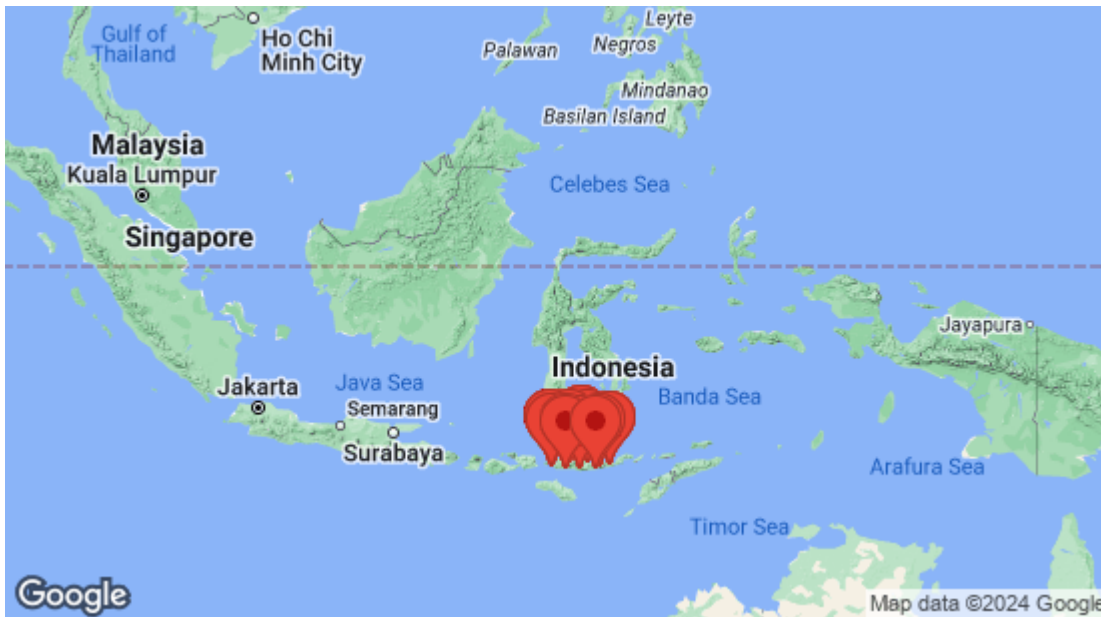 Leyte
Gulf of
Thailand
Ho Chi
Minh City
Palawan
Negros
Mindanao
Basilan Island
Malaysia
Kuala Lumpur
Celebes Sea
Singapore
Jayapura
Indonesia
Jakarta
Java Sea
Banda Sea
Semarang
Surabaya
Arafura Sea
Timor Sea
Google
Map data ©2024 Google